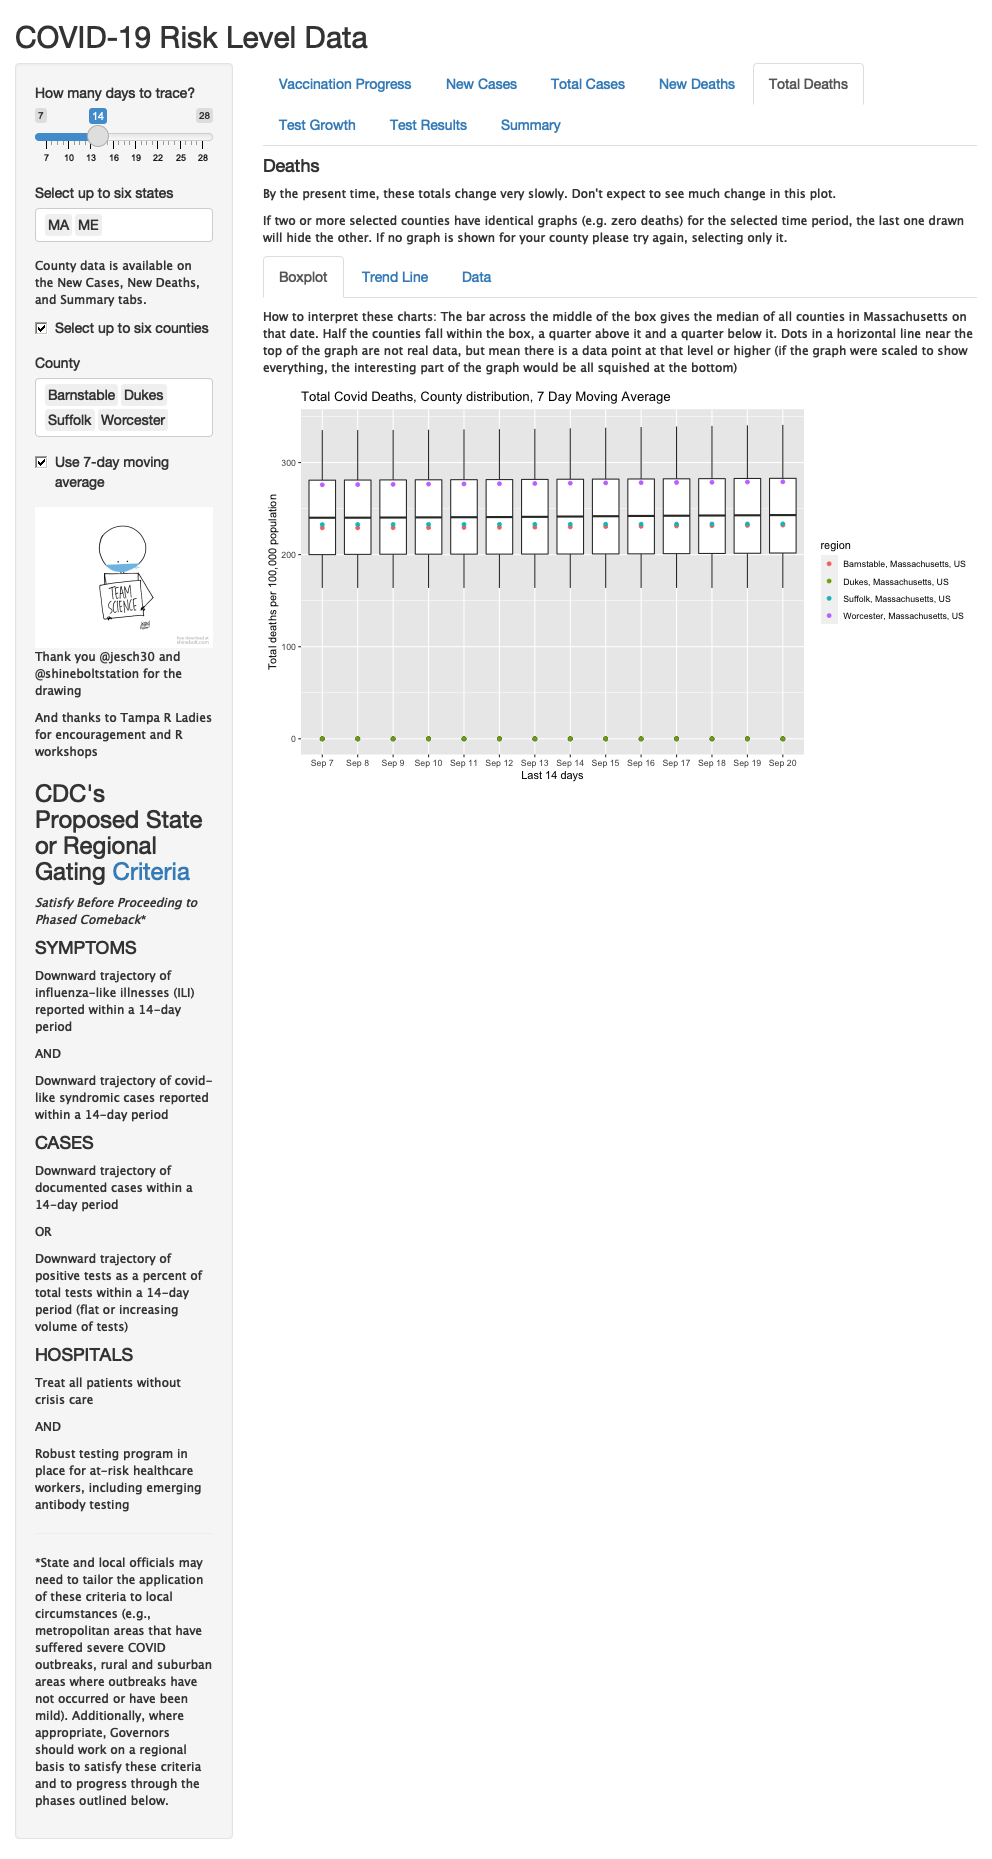 COVID-19 Risk Level Data
How many days to trace?
7 14 28
7 10 13 16 19 22 25 28
Select up to six states
MA ME
County data is available on
the New Cases, New Deaths,
and Summary tabs.
Select up to six counties
County
Barnstable Dukes
Suffolk Worcester
Use 7-day moving
average
TEAM
SCIENCE
Thank you @jesch30 and
@shineboltstation for the
drawing
And thanks to Tampa R Ladies
for encouragement and R
workshops
CDC's
Proposed State
or Regional
Gating Criteria
Satisfy Before Proceeding to
Phased Comeback*
SYMPTOMS
Downward trajectory of
influenza-like illnesses (ILI)
reported within a 14-day
period
AND
Downward trajectory of covid-
like syndromic cases reported
within a 14-day period
CASES
Downward trajectory of
documented cases within a
14-day period
OR
Downward trajectory of
positive tests as a percent of
total tests within a 14-day
period (flat or increasing
volume of tests)
HOSPITALS
Treat all patients without
crisis care
AND
Robust testing program in
place for at-risk healthcare
workers, including emerging
antibody testing
*State and local officials may
need to tailor the application
of these criteria to local
circumstances (e.g.,
metropolitan areas that have
suffered severe COVID
outbreaks, rural and suburban
areas where outbreaks have
not occurred or have been
mild). Additionally, where
appropriate, Governors
should work on a regional
basis to satisfy these criteria
and to progress through the
phases outlined below.
Vaccination Progress New Cases Total Cases New Deaths Total Deaths
Test Growth Test Results Summary
Deaths
By the present time, these totals change very slowly. Don't expect to see much change in this plot.
If two or more selected counties have identical graphs (e.g. zero deaths) for the selected time period, the last one drawn
will hide the other. If no graph is shown for your county please try again, selecting only it.
Boxplot Trend Line Data
How to interpret these charts: The bar across the middle of the box gives the median of all counties in Massachusetts on
that date. Half the counties fall within the box, a quarter above it and a quarter below it. Dots in a horizontal line near the
top of the graph are not real data, but mean there is a data point at that level or higher (if the graph were scaled to show
everything, the interesting part of the graph would be all squished at the bottom)
Total Covid Deaths, County distribution, 7 Day Moving Average
Total deaths per 100,000 population
300
200
100
0
Sep 7 Sep 8 Sep 9 Sep 10 Sep 11 Sep 12 Sep 13 Sep 14 Sep 15 Sep 16 Sep 17 Sep 18 Sep 19 Sep 20
Last 14 days
region
Barnstable, Massachusetts, US
Dukes, Massachusetts, US
Suffolk, Massachusetts, US
Worcester, Massachusetts, US